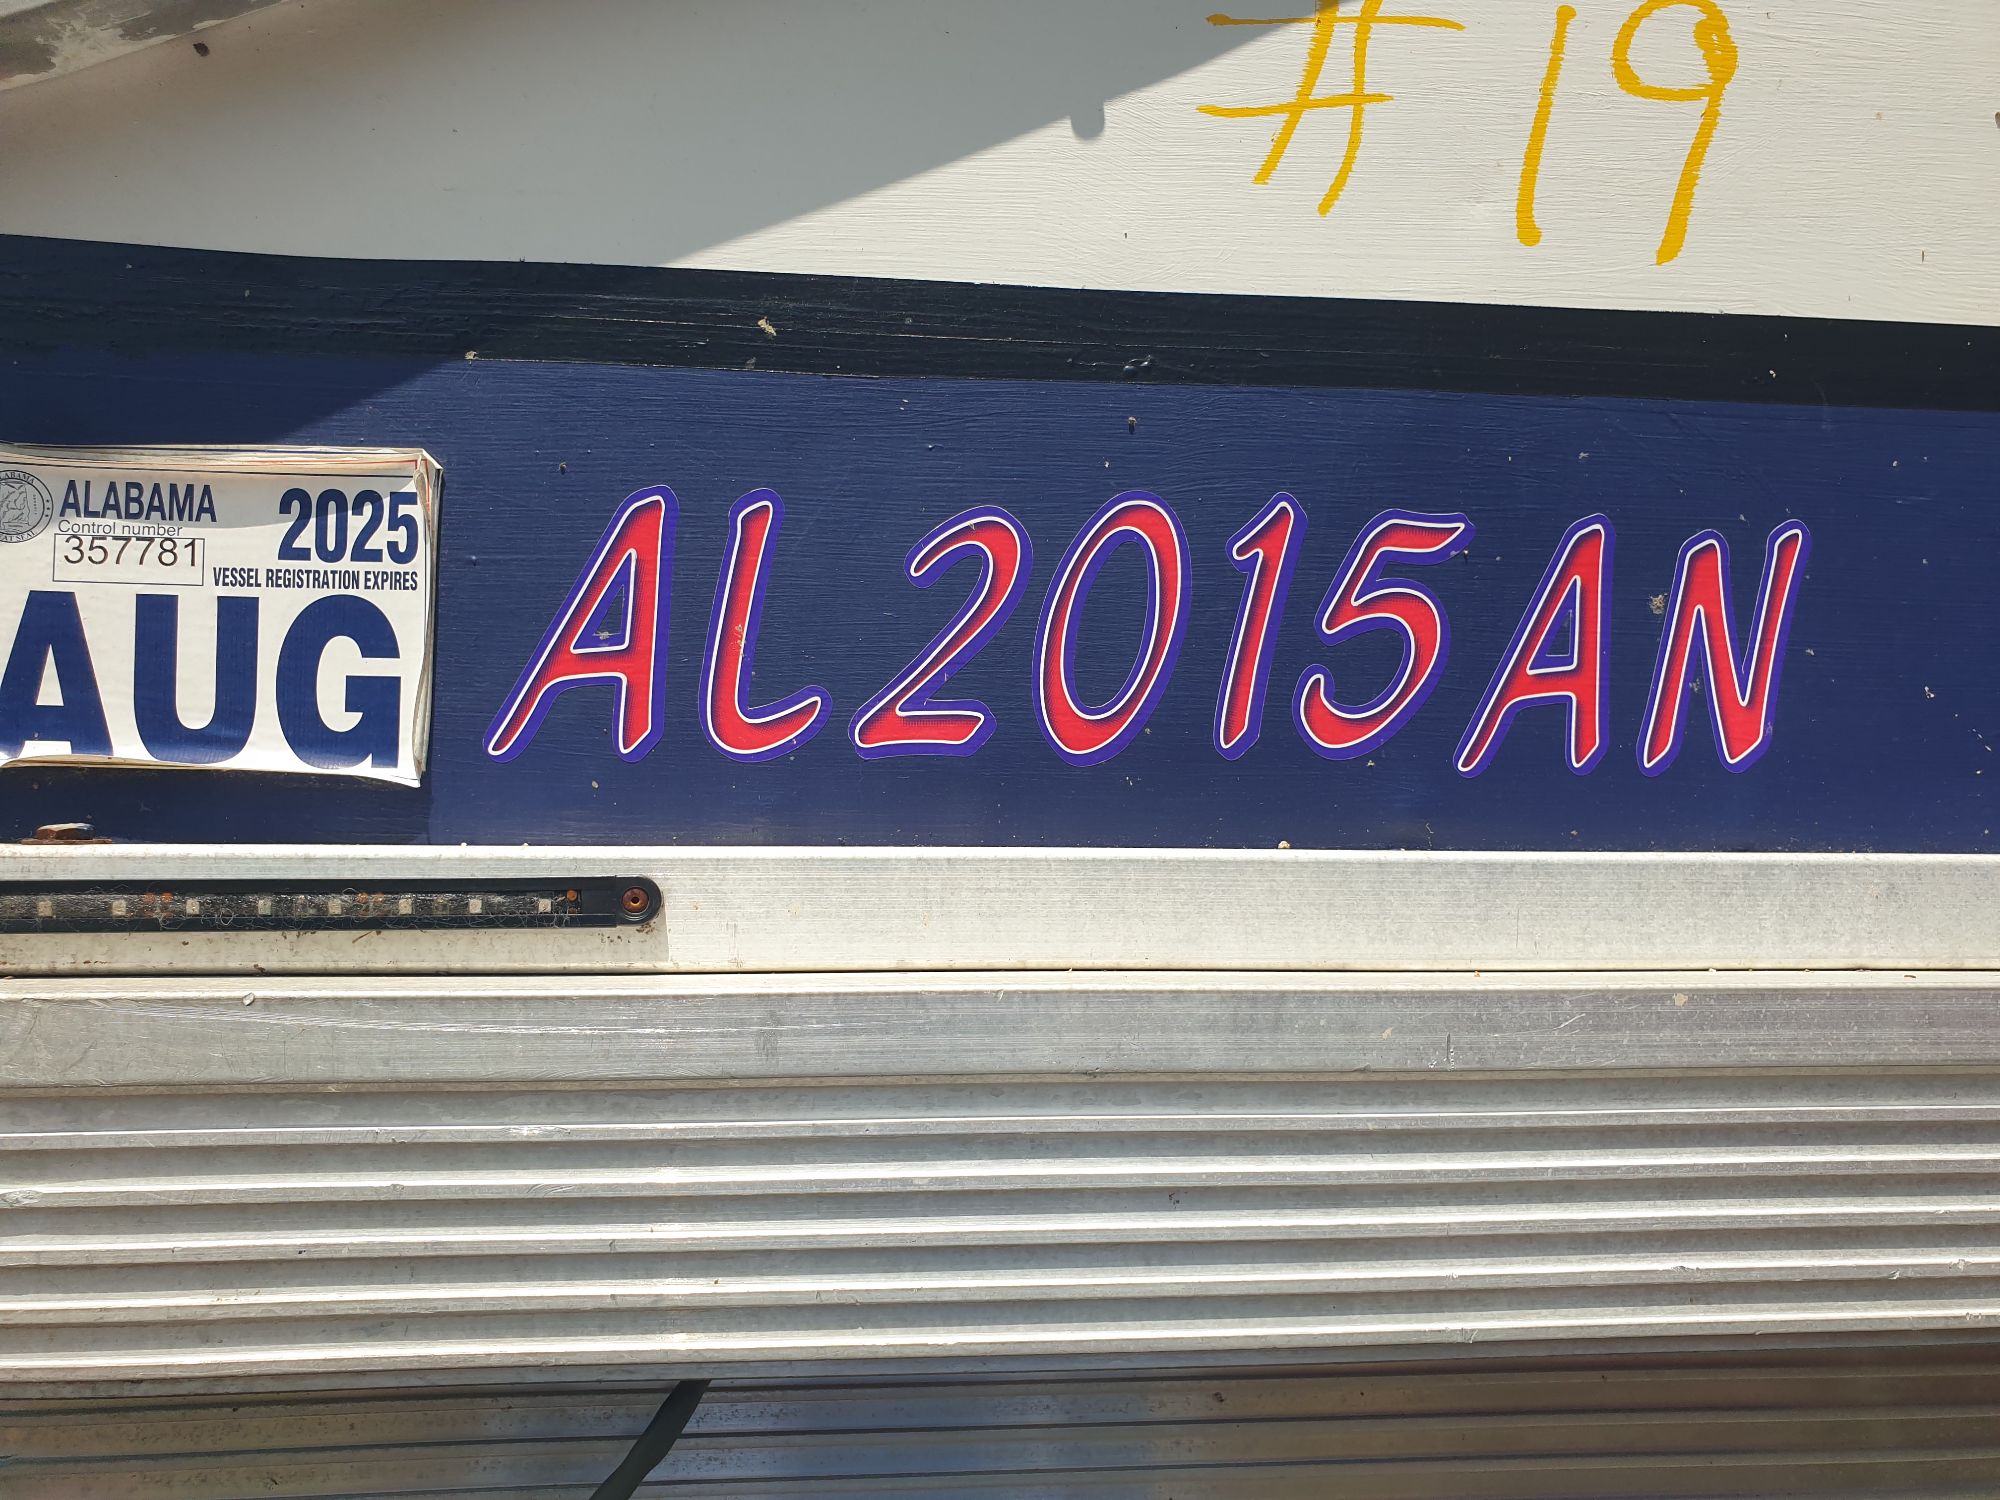 #19
ALABAMA
Control number
357781
2025
VESSEL REGISTRATION EXPIRES
AUG
AL2015AN